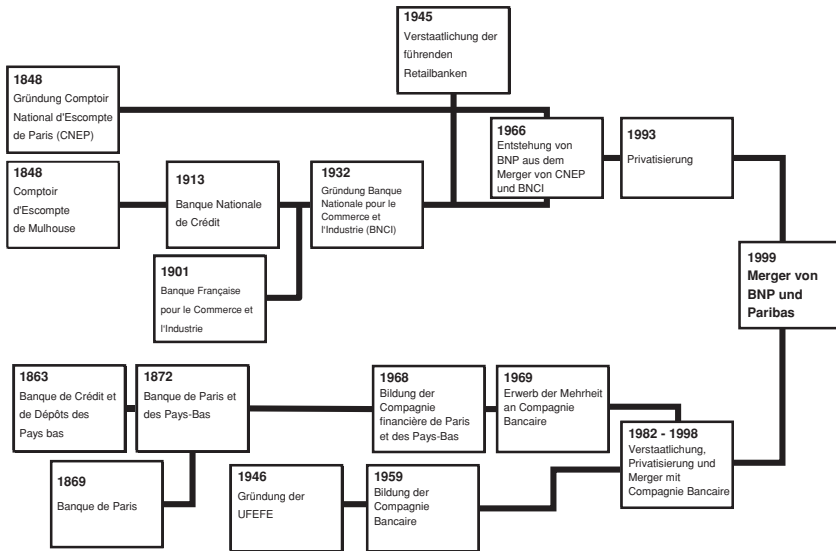 1945
Verstaatlichung der
führenden
Retailbanken
1848
Gründung Comptoir
National d'Escompte
de Paris (CNEP)
1966
Entstehung von
BNP aus dem
Merger von CNEP
und BNCI
1993
Privatisierung
1848
Comptoir
d'Escompte
de Mulhouse
1913
Banque Nationale
de Crédit
1932
Gründung Banque
Nationale pour le
Commerce et
l'Industrie (BNCI)
1901
Banque Française
pour le Commerce et
l'Industrie
1999
Merger von
BNP und
Paribas
1863
Banque de Crédit et
de Dépôts des
Pays bas
1872
Banque de Paris et
des Pays-Bas
1968
Bildung der
Compagnie
financière de Paris
et des Pays-Bas
1969
Erwerb der Mehrheit
an Compagnie
Bancaire
1982 - 1998
Verstaatlichung,
Privatisierung und
Merger mit
Compagnie Bancaire
1869
Banque de Paris
1946
Gründung der
UFEFE
1959
Bildung der
Compagnie
Bancaire